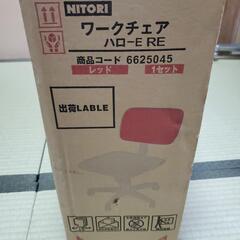 NITORI
ワークチェア
ハローE RE
商品コード 6625045
レッド 1セット
出荷LABLE